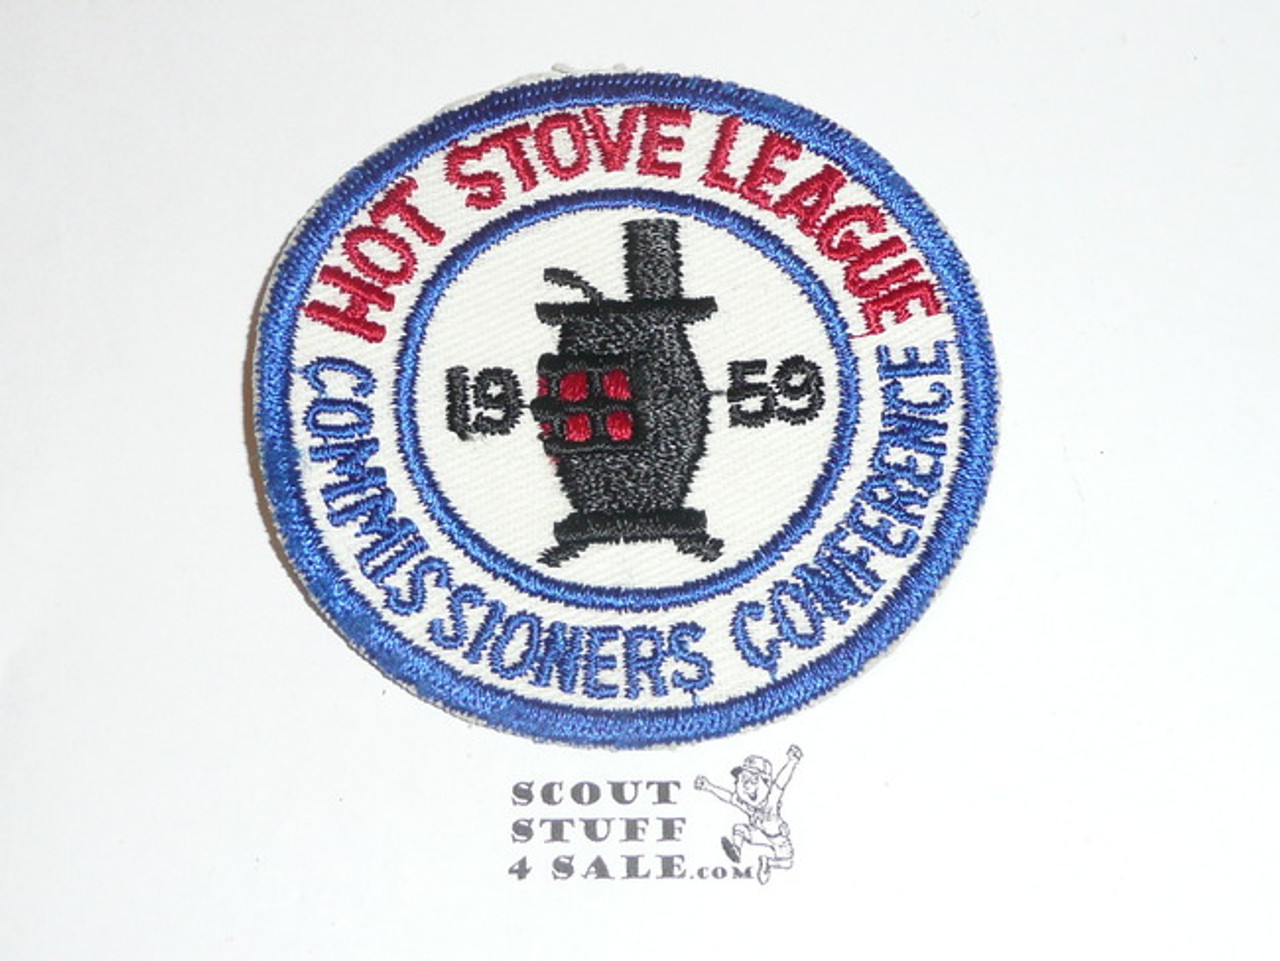 HOT STOVE LEAGUE
19 59
COMMISSIONERS CONFERENCE
SCOUT
STUFF
4 SALE.COM